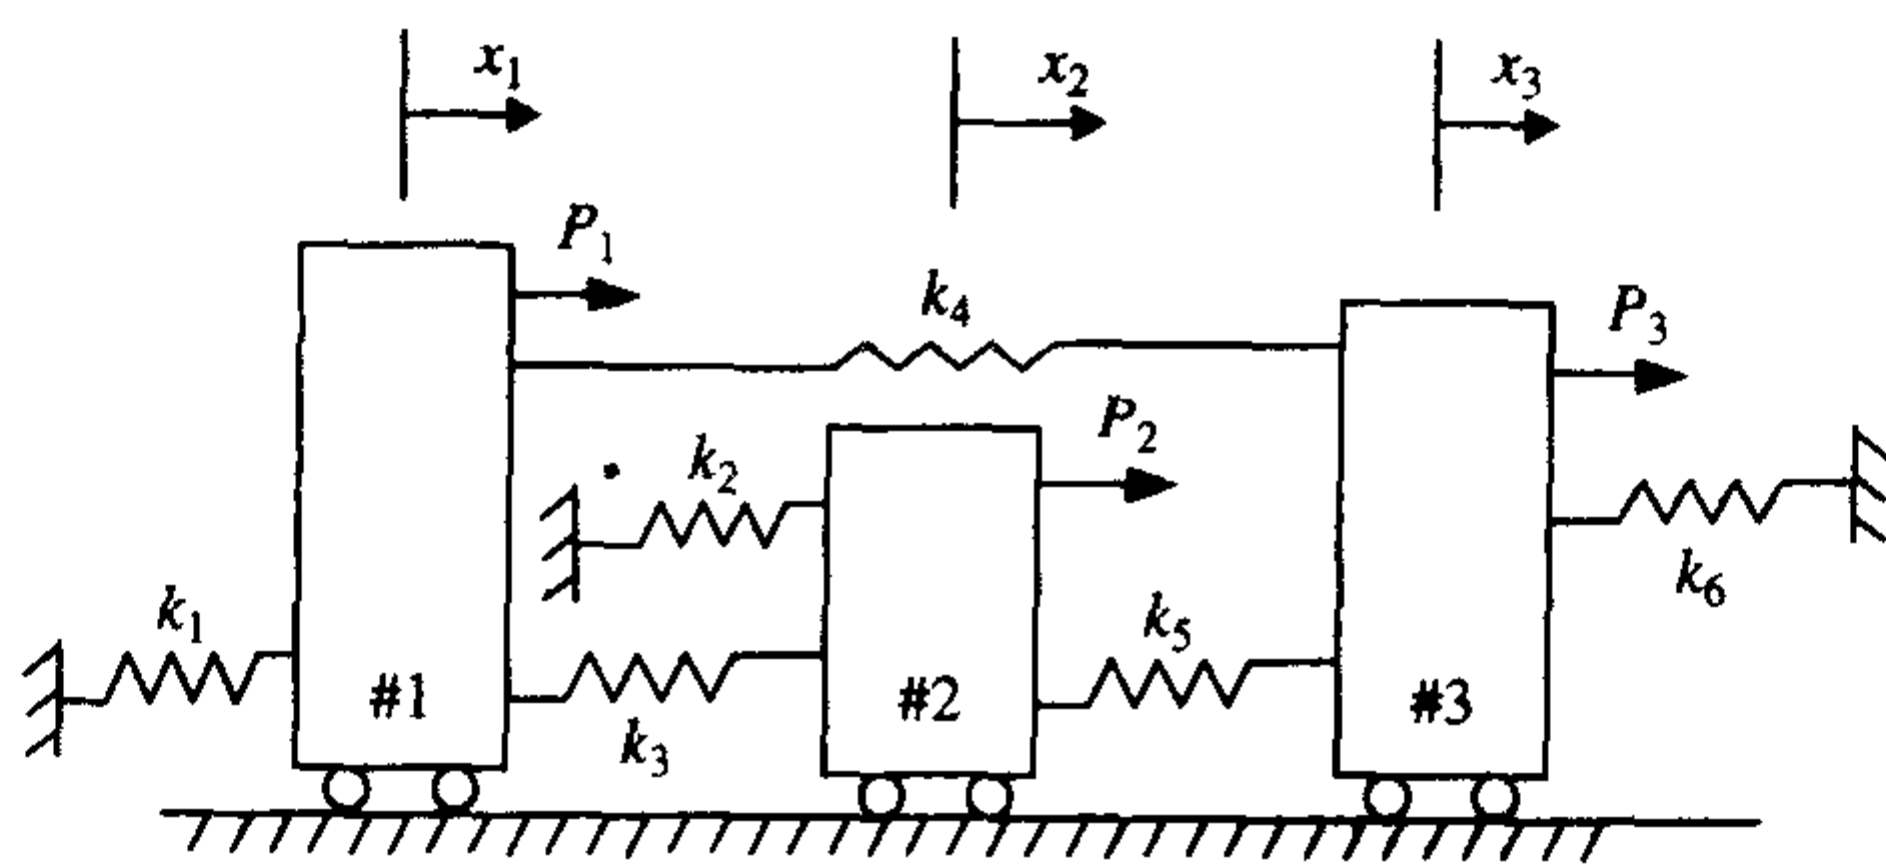 x₁ x₂ x₃
P₁
k₄ P₃
k₂ P₂
k₁ k₅ k₆
#1 #2 #3
k₃